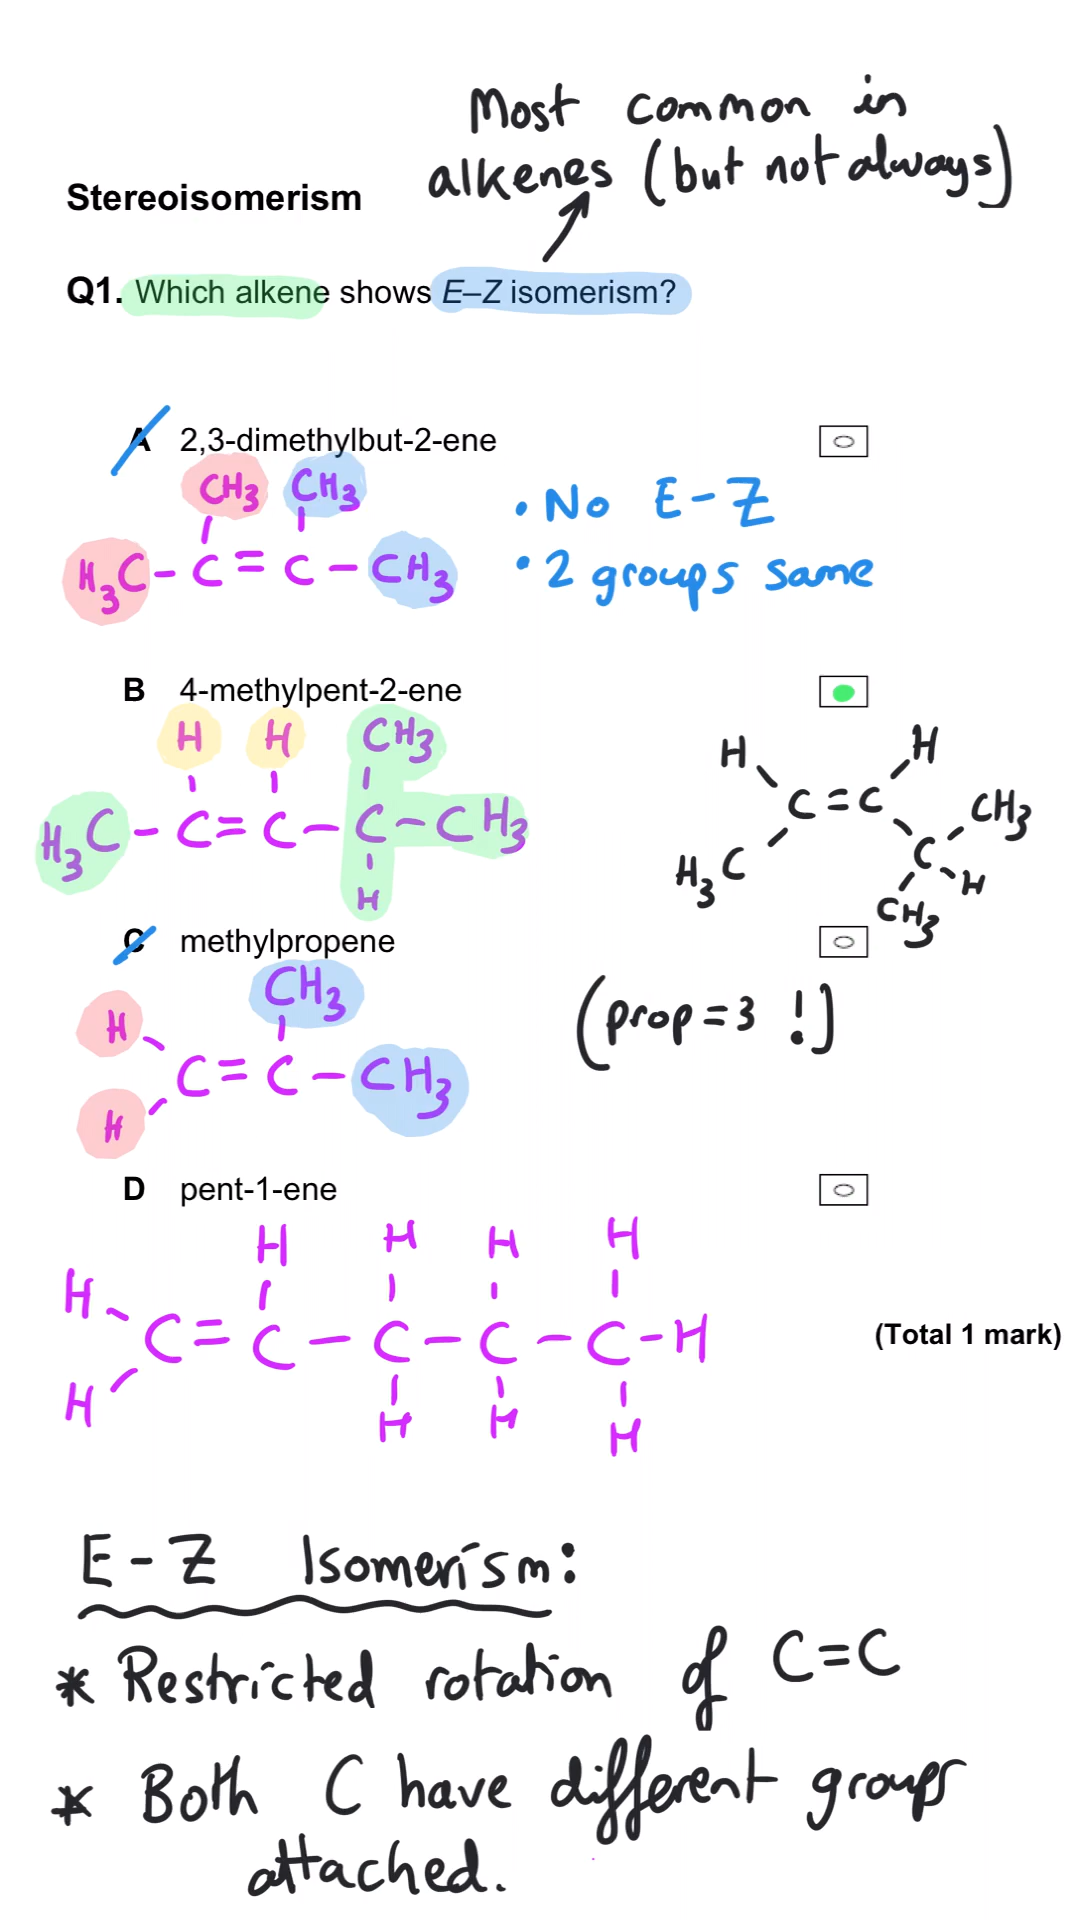 Most common in
alkenes (but not always)
Stereoisomerism
Q1. Which alkene shows E–Z isomerism?
A 2,3-dimethylbut-2-ene
CH3 CH3
H3C - C = C - CH3
• No E-Z
• 2 groups same
B 4-methylpent-2-ene
H H CH3
H3C - C = C - C - CH3
H
H H
C = C
H3C C CH3
H
CH3
C methylpropene
CH3
H
C = C - CH3
H
(prop = 3 !)
D pent-1-ene
H H H H
H
C = C - C - C - C - H
H
H H H
(Total 1 mark)
E - Z Isomerism:
* Restricted rotation of C=C
* Both C have different groups
attached.